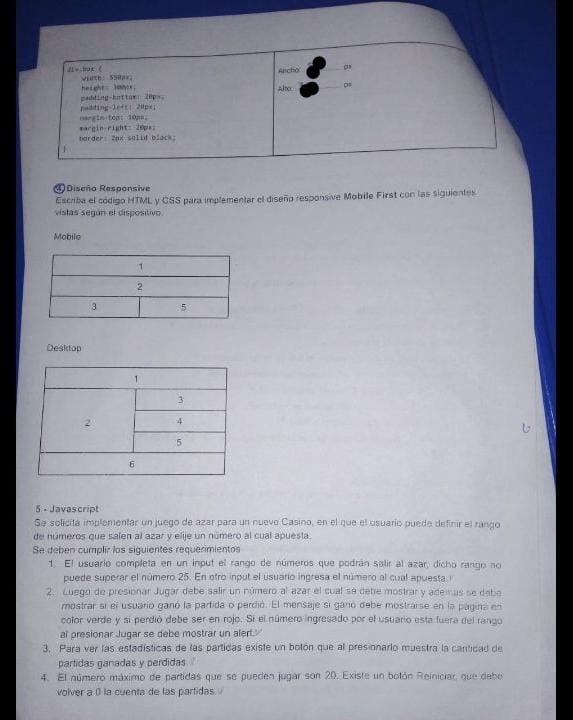 div.box {
width: 550px;
height: 300px;
padding-bottom: 20px;
padding-left: 20px;
margin-top: 10px;
margin-right: 20px;
border: 2px solid black;
}
Ancho: px
Alto: px
4 Diseño Responsive
Escriba el código HTML y CSS para implementar el diseño responsive Mobile First con las siguientes
vistas según el dispositivo.
Mobile
1
2
3 5
Desktop
1
3
2 4
5
6
5 - Javascript
Se solicita implementar un juego de azar para un nuevo Casino, en el que el usuario puede definir el rango
de números que salen al azar y elije un número al cual apuesta.
Se deben cumplir los siguientes requerimientos
1. El usuario completa en un input el rango de números que podrán salir al azar, dicho rango no
puede superar el número 25. En otro input el usuario ingresa el número al cual apuesta.
2. Luego de presionar Jugar debe salir un número al azar el cual se debe mostrar y además se debe
mostrar si el usuario ganó la partida o perdió. El mensaje si ganó debe mostrarse en la página en
color verde y si perdió debe ser en rojo. Si el número ingresado por el usuario está fuera del rango
al presionar Jugar se debe mostrar un alert.
3. Para ver las estadísticas de las partidas existe un botón que al presionarlo muestra la cantidad de
partidas ganadas y perdidas.
4. El número máximo de partidas que se pueden jugar son 20. Existe un botón Reiniciar, que debe
volver a 0 la cuenta de las partidas.